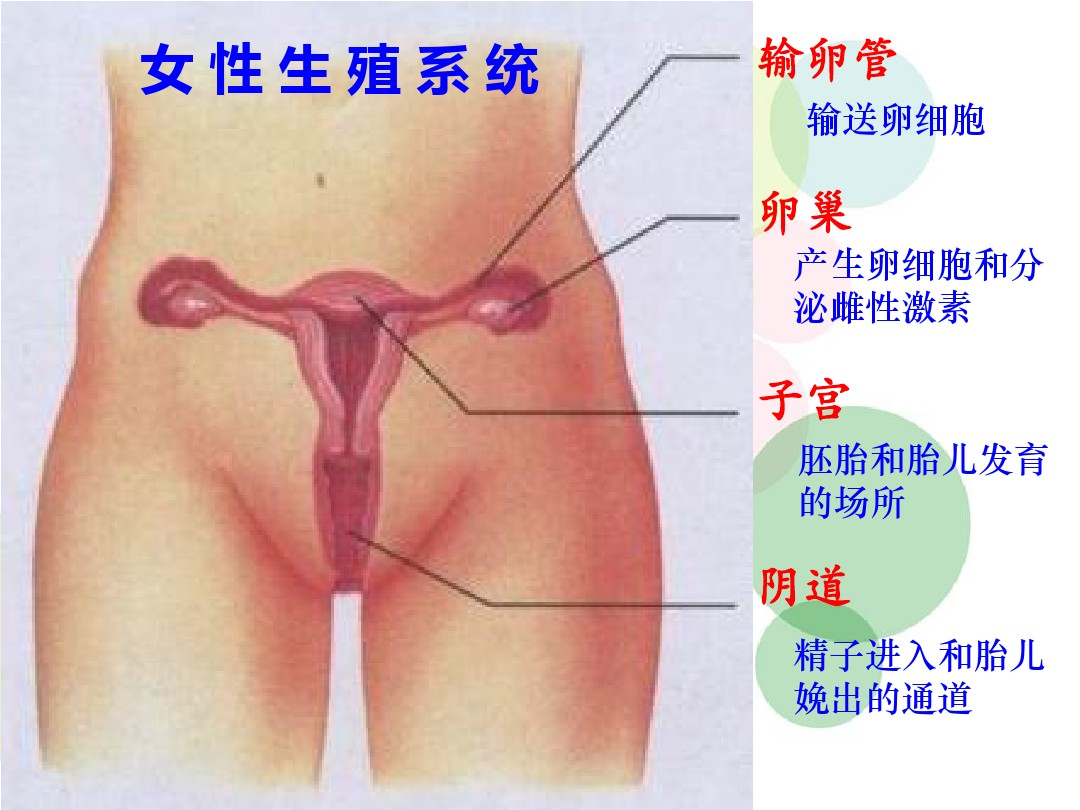 女性生殖系统
输卵管
输送卵细胞
卵巢
产生卵细胞和分
泌雌性激素
子宫
胚胎和胎儿发育
的场所
阴道
精子进入和胎儿
娩出的通道